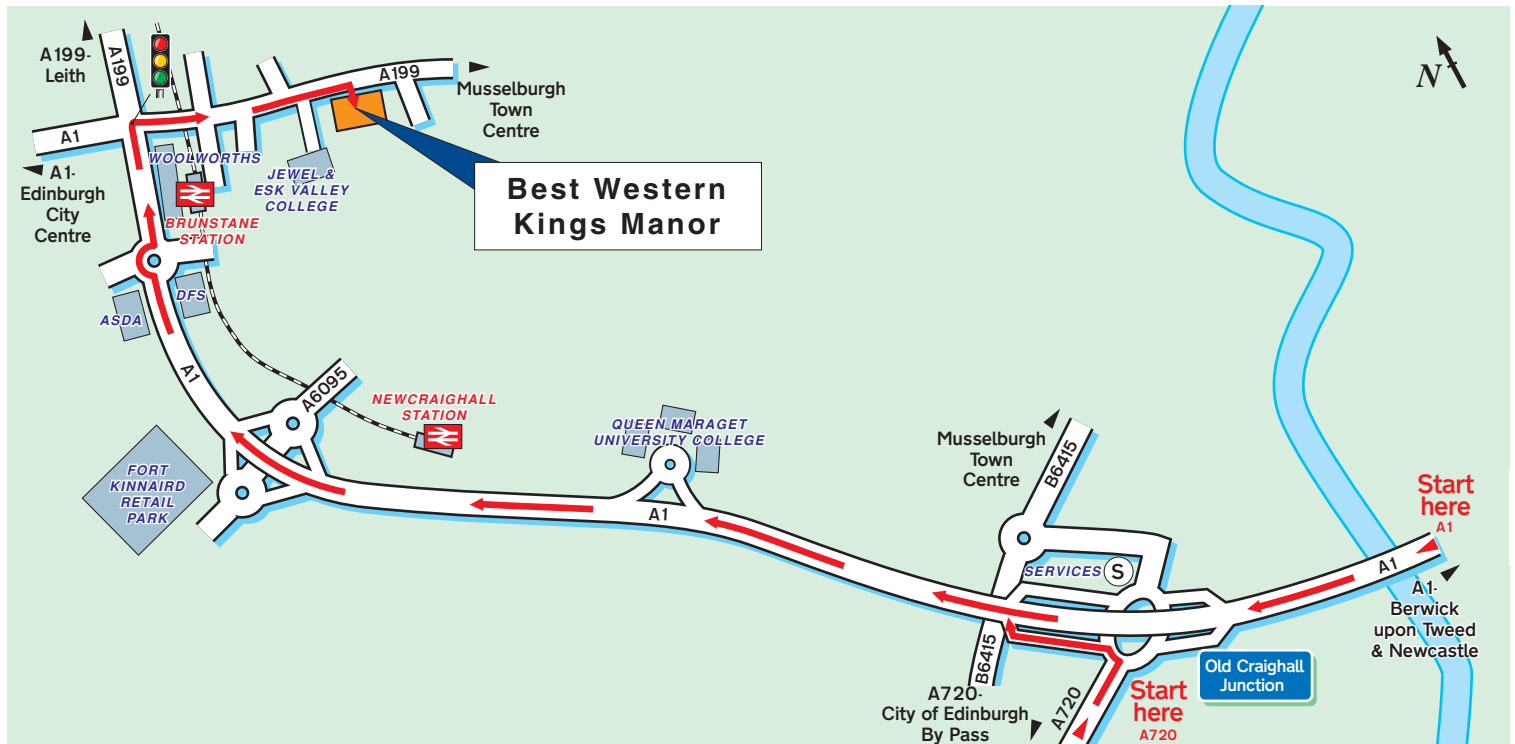 A199-
Leith
A199
A199
Musselburgh
Town
Centre
N
A1
A1-
Edinburgh
City
Centre
WOOLWORTHS
JEWEL &
ESK VALLEY
COLLEGE
BRUNSTANE
STATION
Best Western
Kings Manor
DFS
ASDA
A1
A6095
NEWCRAIGHALL
STATION
FORT
KINNAIRD
RETAIL
PARK
QUEEN MARAGET
UNIVERSITY COLLEGE
A1
Musselburgh
Town
Centre
B6415
SERVICES
S
Start
here
A1
A1
A1-
Berwick
upon Tweed
& Newcastle
B6415
Old Craighall
Junction
A720-
City of Edinburgh
By Pass
A720
Start
here
A720